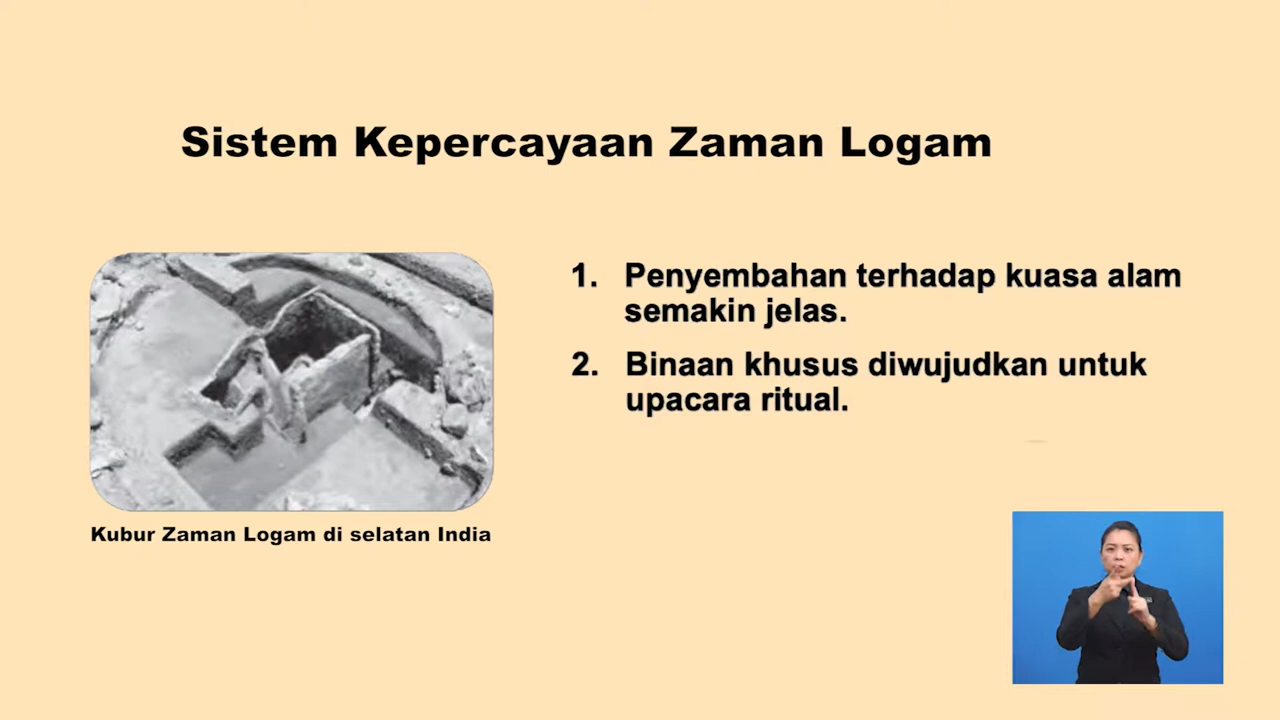 Sistem Kepercayaan Zaman Logam
1. Penyembahan terhadap kuasa alam
semakin jelas.
2. Binaan khusus diwujudkan untuk
upacara ritual.
Kubur Zaman Logam di selatan India